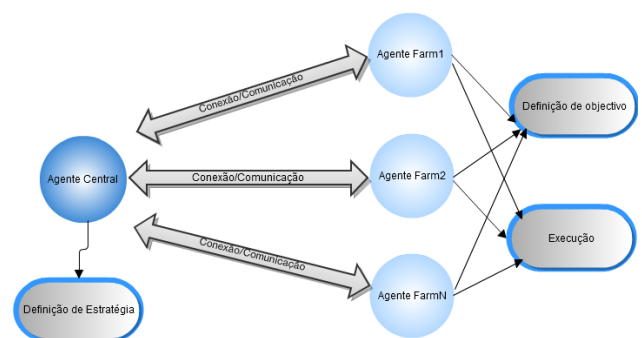 Agente Farm1
Conexão/Comunicação
Definição de objectivo
Agente Central
Conexão/Comunicação
Agente Farm2
Conexão/Comunicação
Execução
Definição de Estratégia
Agente FarmN